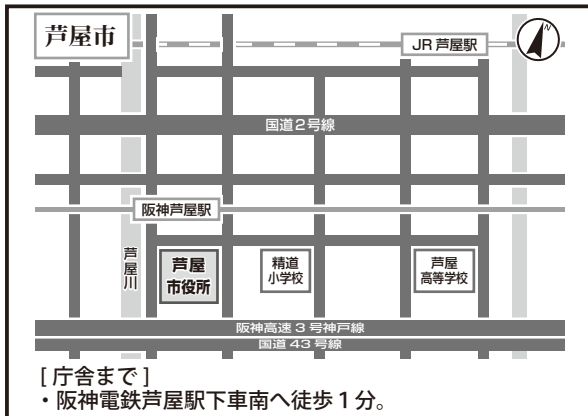 芦屋市
JR 芦屋駅
N
国道2号線
阪神芦屋駅
芦屋川
芦屋
市役所
精道
小学校
芦屋
高等学校
阪神高速 3 号神戸線
国道 43 号線
[ 庁舎まで ]
・阪神電鉄芦屋駅下車南へ徒歩 1 分。